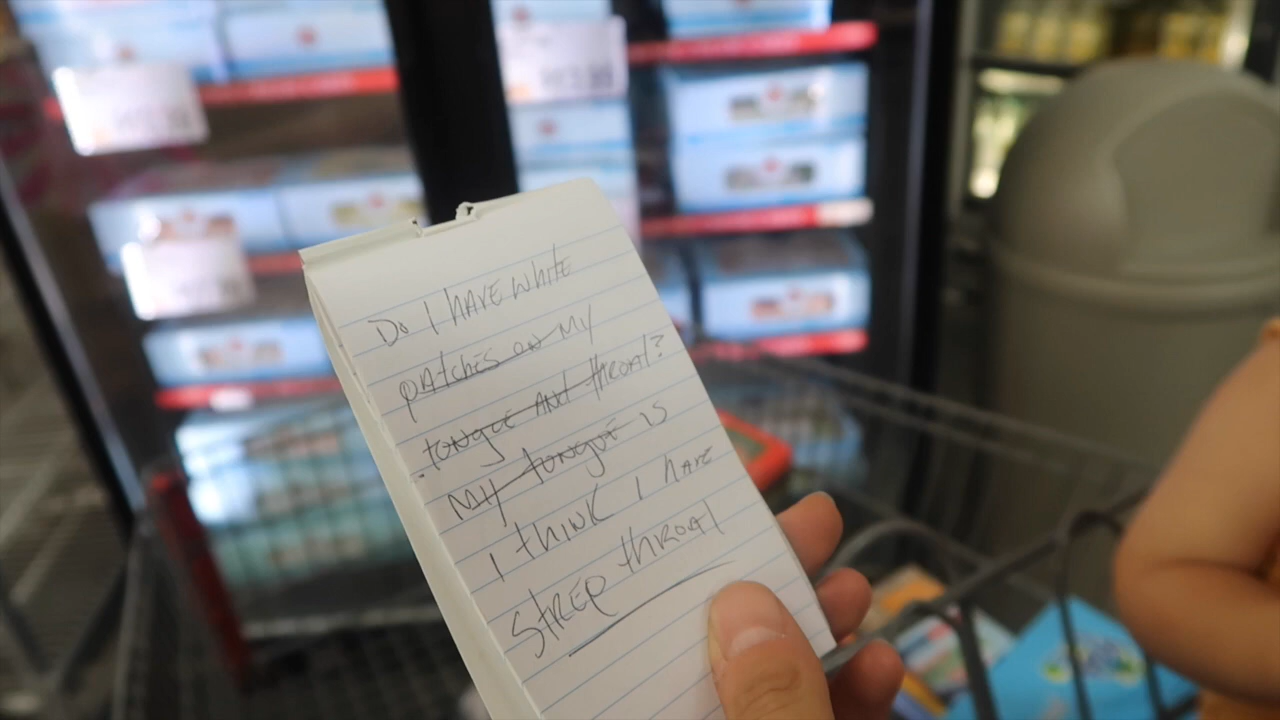 Do I HAVE WHITE
PATCHES ON MY
TONGUE AND THROAT?
MY TONGUE IS
I THINK I HAVE
STREP THROAT